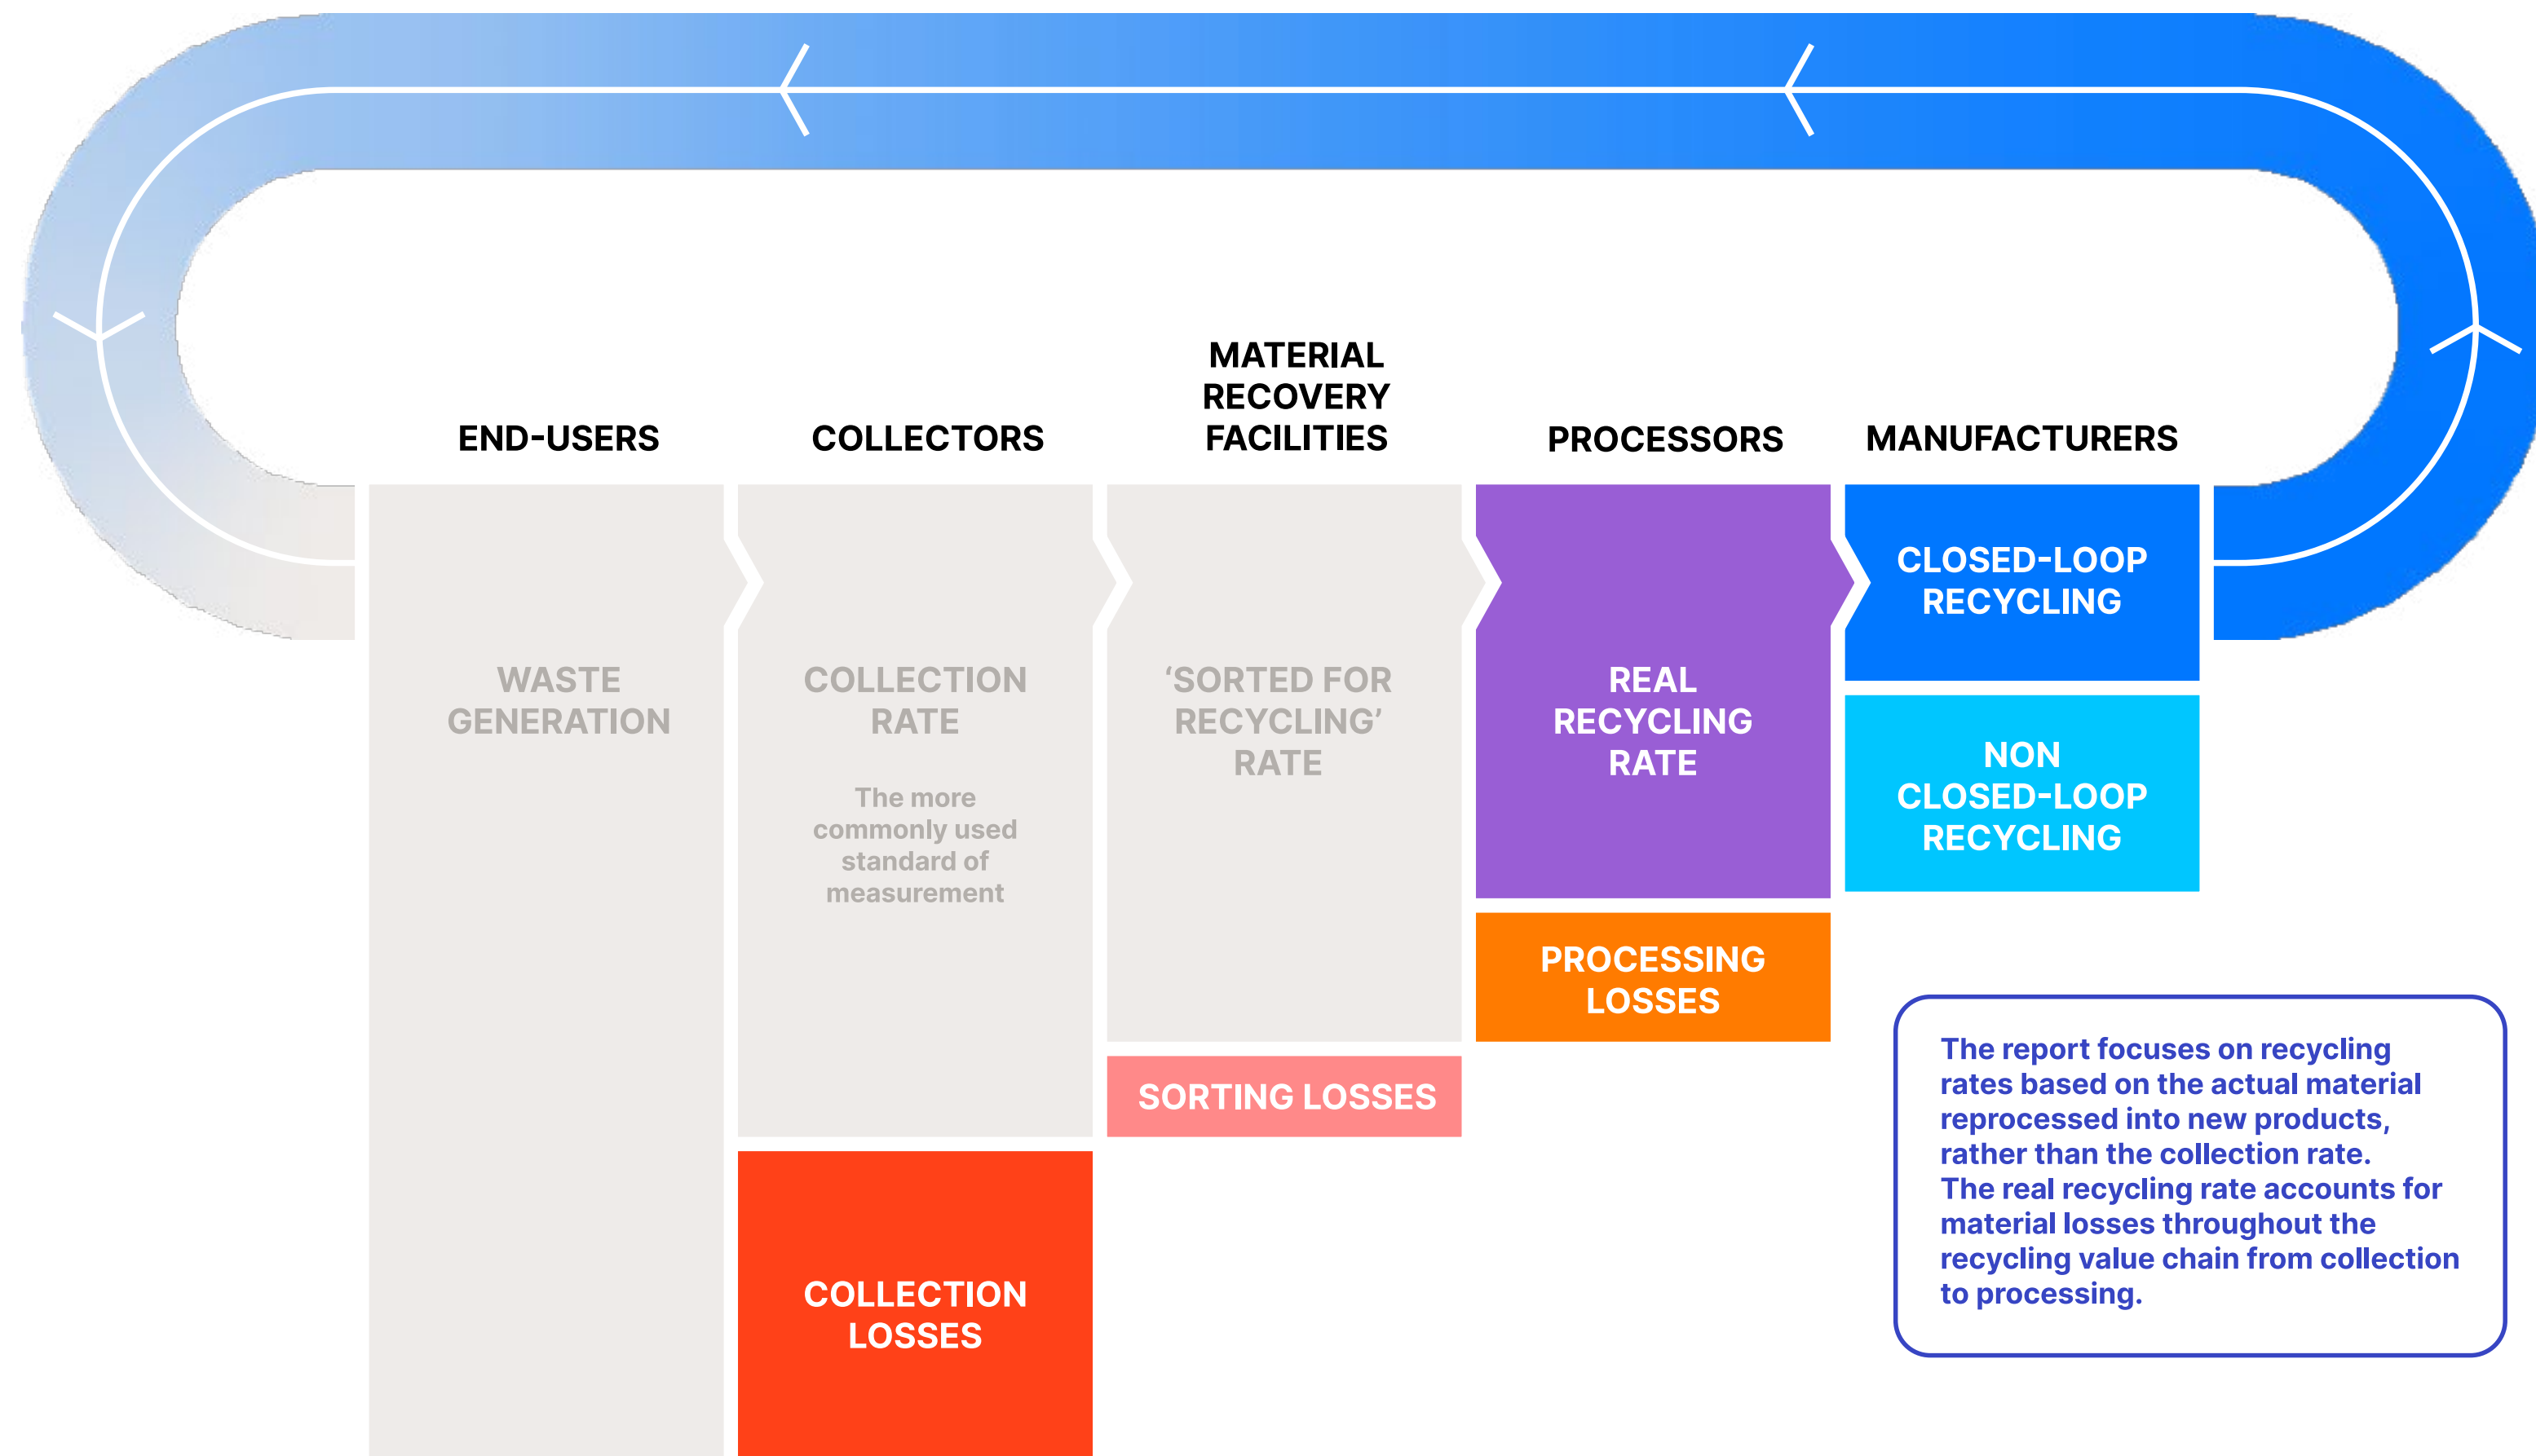 END-USERS
COLLECTORS
MATERIAL
RECOVERY
FACILITIES
PROCESSORS
MANUFACTURERS
WASTE
GENERATION
COLLECTION
RATE
The more
commonly used
standard of
measurement
COLLECTION
LOSSES
‘SORTED FOR
RECYCLING’
RATE
SORTING LOSSES
REAL
RECYCLING
RATE
PROCESSING
LOSSES
CLOSED-LOOP
RECYCLING
NON
CLOSED-LOOP
RECYCLING
The report focuses on recycling
rates based on the actual material
reprocessed into new products,
rather than the collection rate.
The real recycling rate accounts for
material losses throughout the
recycling value chain from collection
to processing.